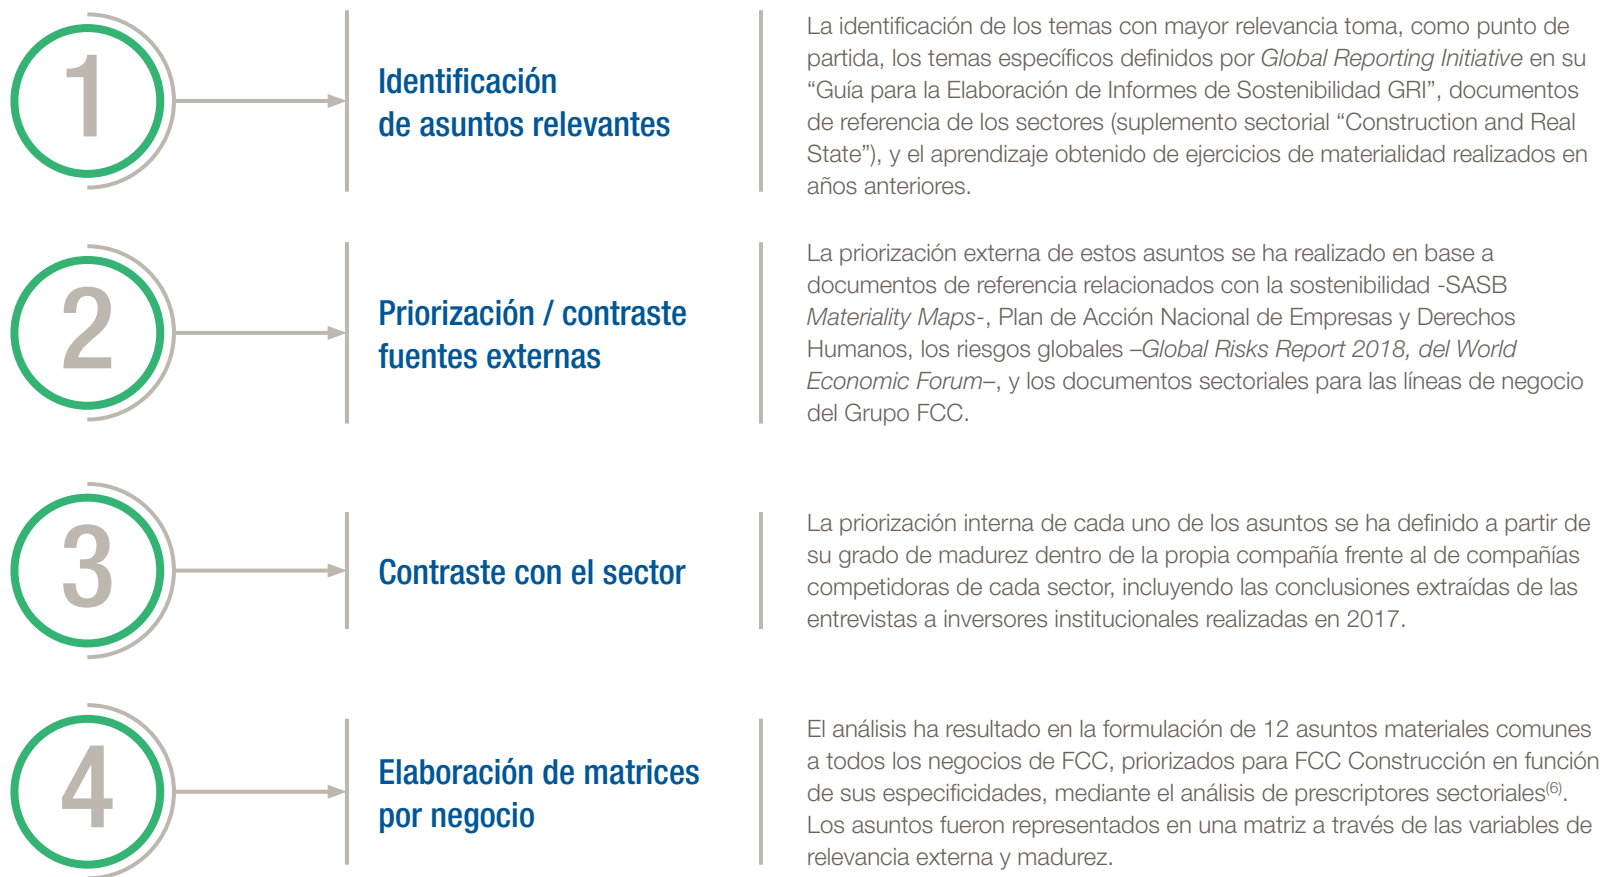 1
Identificación
de asuntos relevantes
La identificación de los temas con mayor relevancia toma, como punto de
partida, los temas específicos definidos por Global Reporting Initiative en su
“Guía para la Elaboración de Informes de Sostenibilidad GRI”, documentos
de referencia de los sectores (suplemento sectorial “Construction and Real
State”), y el aprendizaje obtenido de ejercicios de materialidad realizados en
años anteriores.
2
Priorización / contraste
fuentes externas
La priorización externa de estos asuntos se ha realizado en base a
documentos de referencia relacionados con la sostenibilidad -SASB
Materiality Maps-, Plan de Acción Nacional de Empresas y Derechos
Humanos, los riesgos globales –Global Risks Report 2018, del World
Economic Forum–, y los documentos sectoriales para las líneas de negocio
del Grupo FCC.
3
Contraste con el sector
La priorización interna de cada uno de los asuntos se ha definido a partir de
su grado de madurez dentro de la propia compañía frente al de compañías
competidoras de cada sector, incluyendo las conclusiones extraídas de las
entrevistas a inversores institucionales realizadas en 2017.
4
Elaboración de matrices
por negocio
El análisis ha resultado en la formulación de 12 asuntos materiales comunes
a todos los negocios de FCC, priorizados para FCC Construcción en función
de sus especificidades, mediante el análisis de prescriptores sectoriales(6).
Los asuntos fueron representados en una matriz a través de las variables de
relevancia externa y madurez.